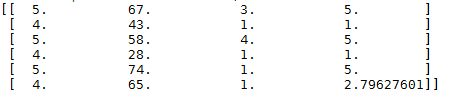 [[  5.          67.           3.           5.        ]
 [  4.          43.           1.           1.        ]
 [  5.          58.           4.           5.        ]
 [  4.          28.           1.           1.        ]
 [  5.          74.           1.           5.        ]
 [  4.          65.           1.           2.79627601]]